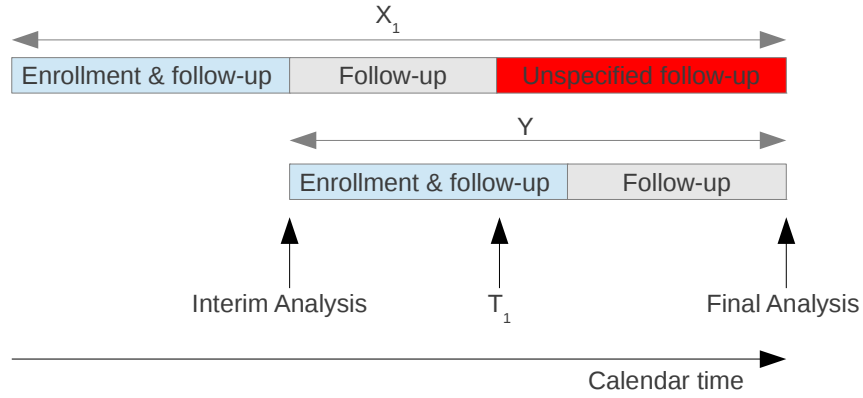 X₁
Enrollment & follow-up Follow-up Unspecified follow-up
Y
Enrollment & follow-up Follow-up
Interim Analysis T₁ Final Analysis
Calendar time